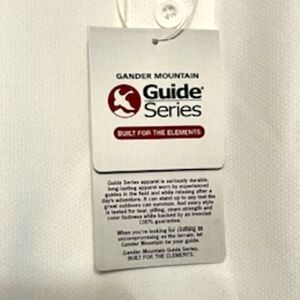 GANDER MOUNTAIN
Guide
Series
BUILT FOR THE ELEMENTS
Guide Series apparel is seriously durable,
long-lasting apparel worn by experienced
guides in the field and while relaxing after a
day's adventure. It can stand up to any test the
great outdoors can summon. And every style
is tested for tear, pilling, seam strength and
color fastness while backed by an
100% guarantee.
When you're looking for clothing as
uncompromising as the terrain, let
Gander Mountain be your guide.
Gander Mountain Guide Series.
BUILT FOR THE ELEMENTS.